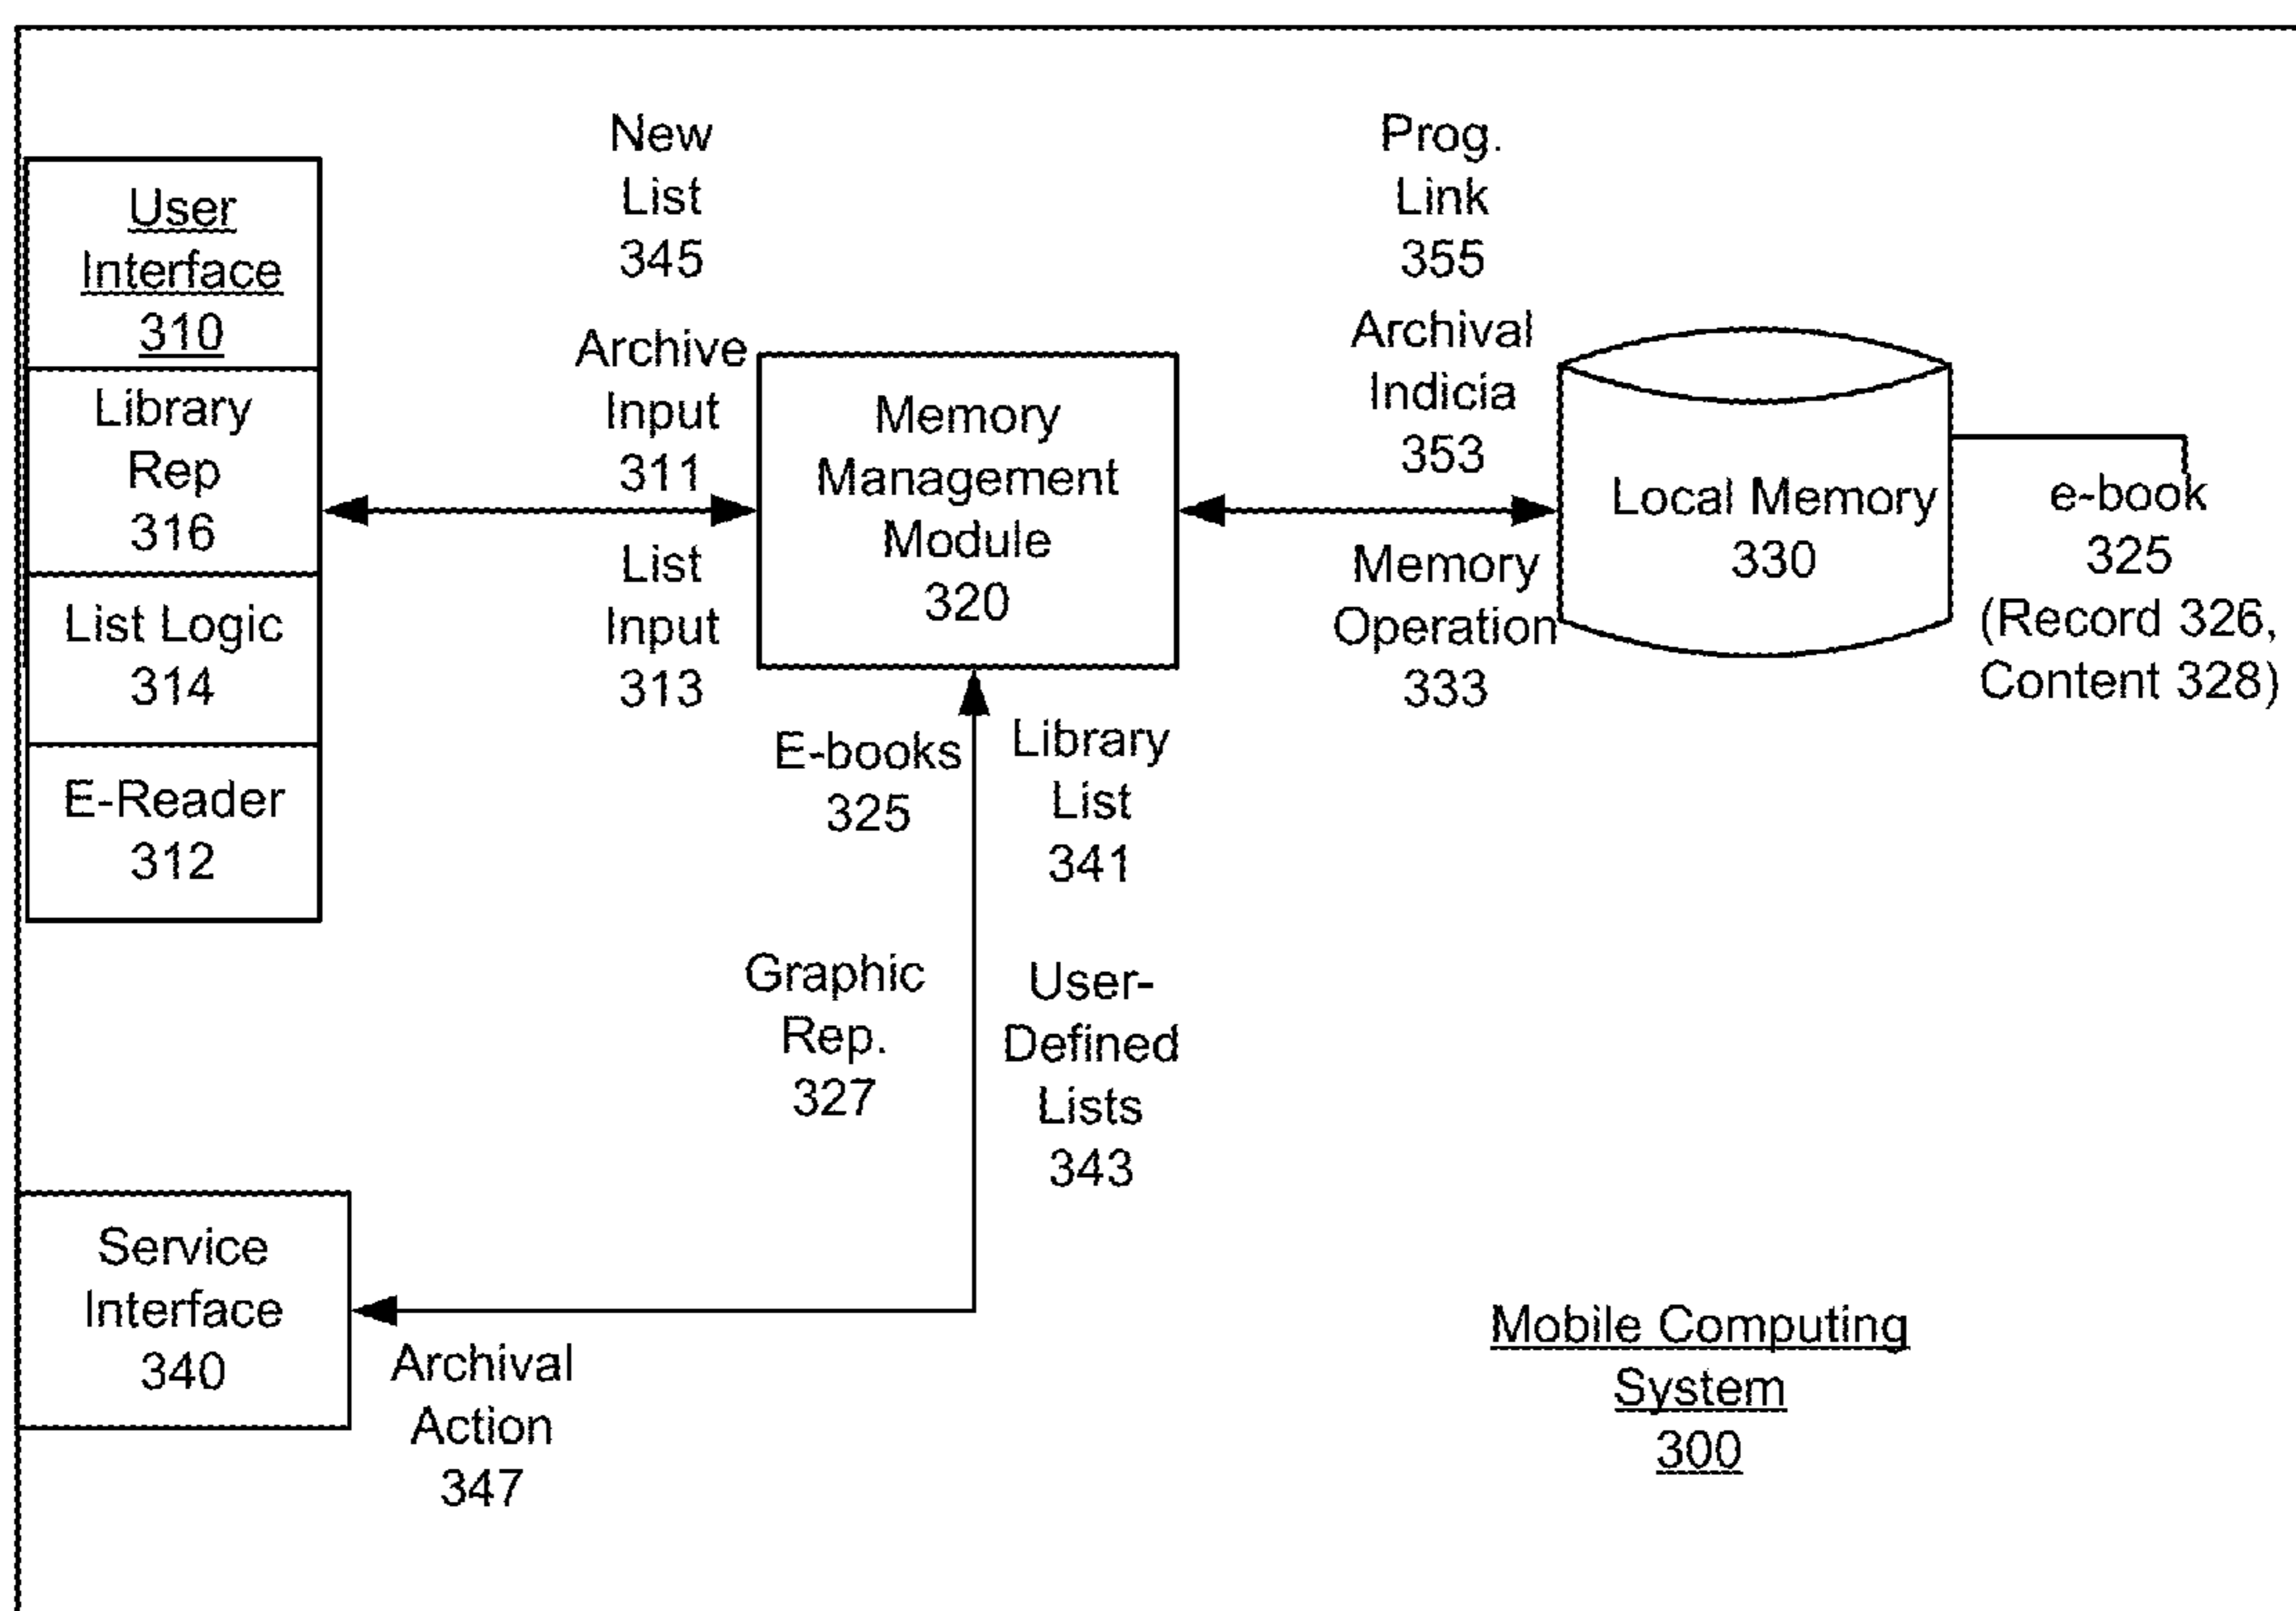 User
Interface
310
Library
Rep
316
List Logic
314
E-Reader
312
New
List
345
Archive
Input
311
List
Input
313
Memory
Management
Module
320
Prog.
Link
355
Archival
Indicia
353
Memory
Operation
333
Local Memory
330
e-book
325
(Record 326,
Content 328)
E-books
325
Library
List
341
Graphic
Rep.
327
User-
Defined
Lists
343
Service
Interface
340
Archival
Action
347
Mobile Computing
System
300